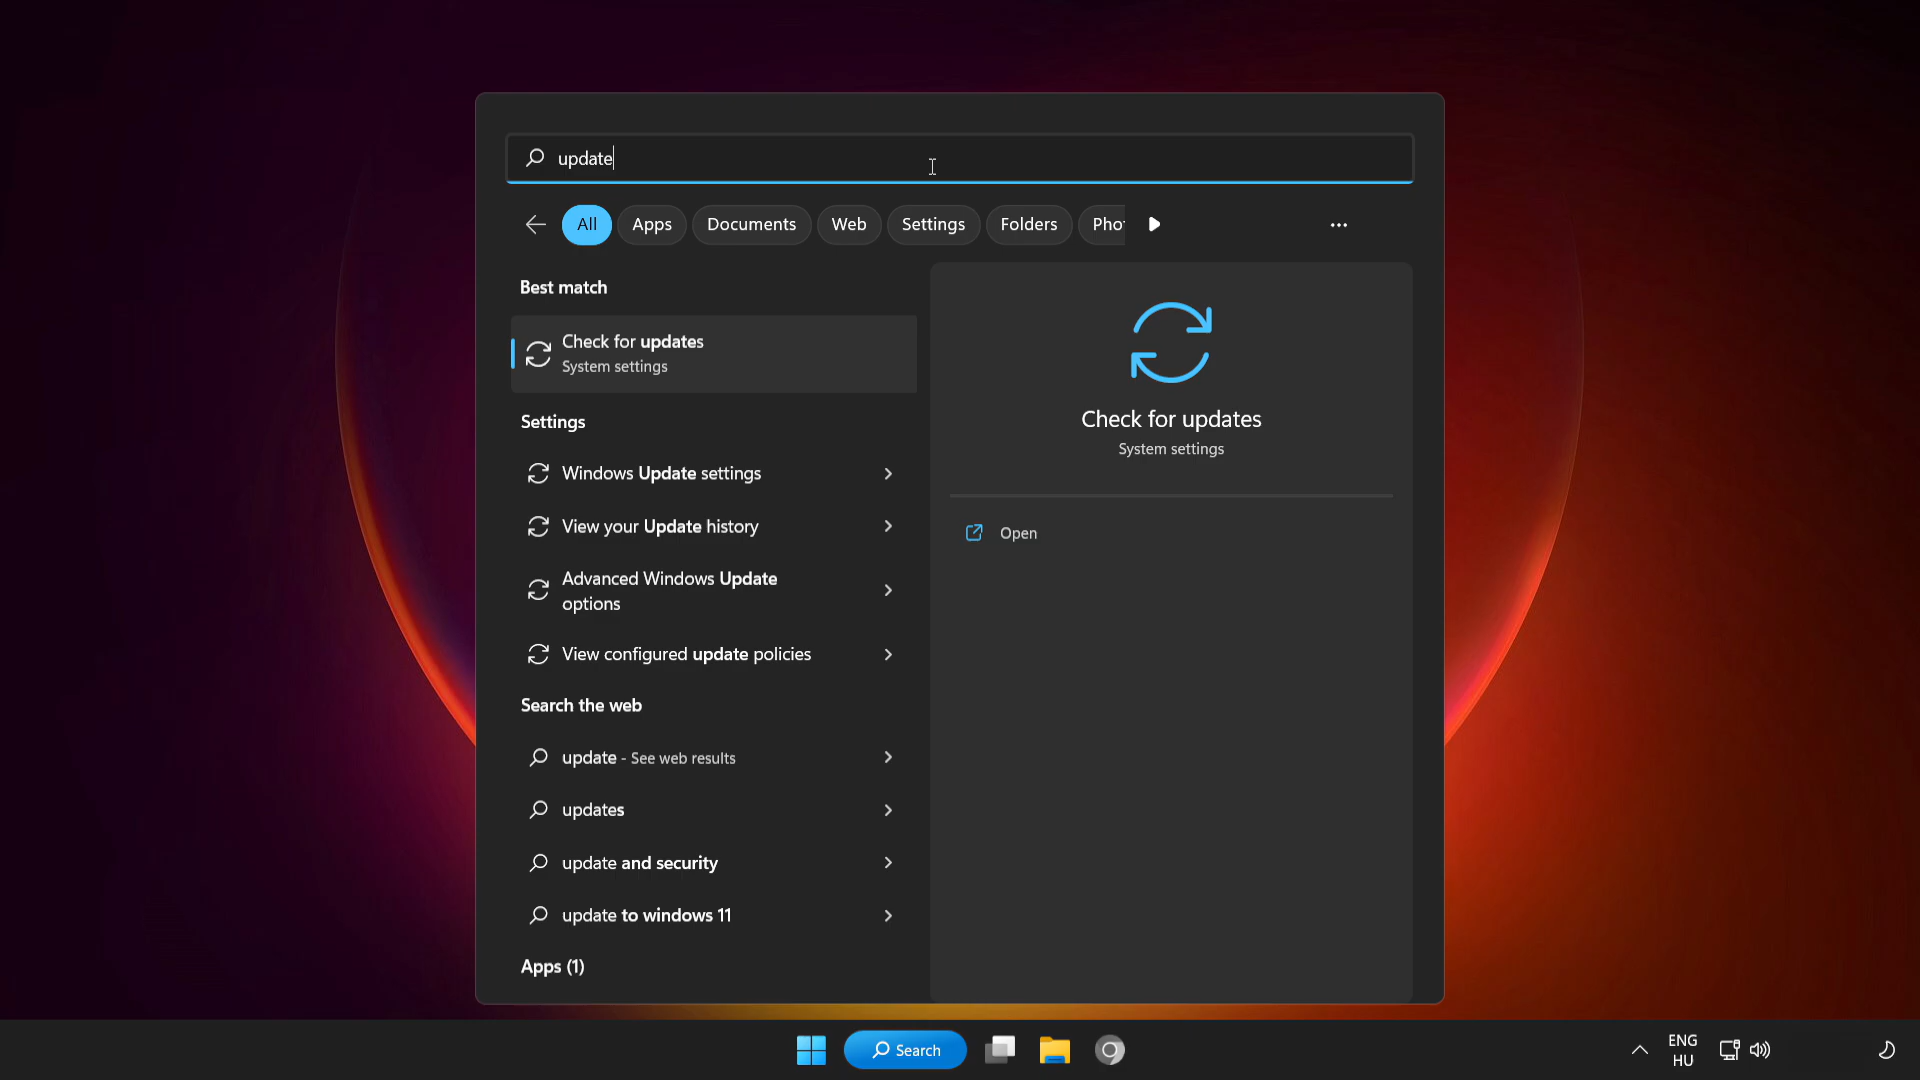 update
All
Apps
Documents
Web
Settings
Folders
Pho
Best match
Check for updates
System settings
Settings
Windows Update settings
View your Update history
Advanced Windows Update
options
View configured update policies
Search the web
update - See web results
updates
update and security
update to windows 11
Apps (1)
Check for updates
System settings
Open
Search
ENG
HU